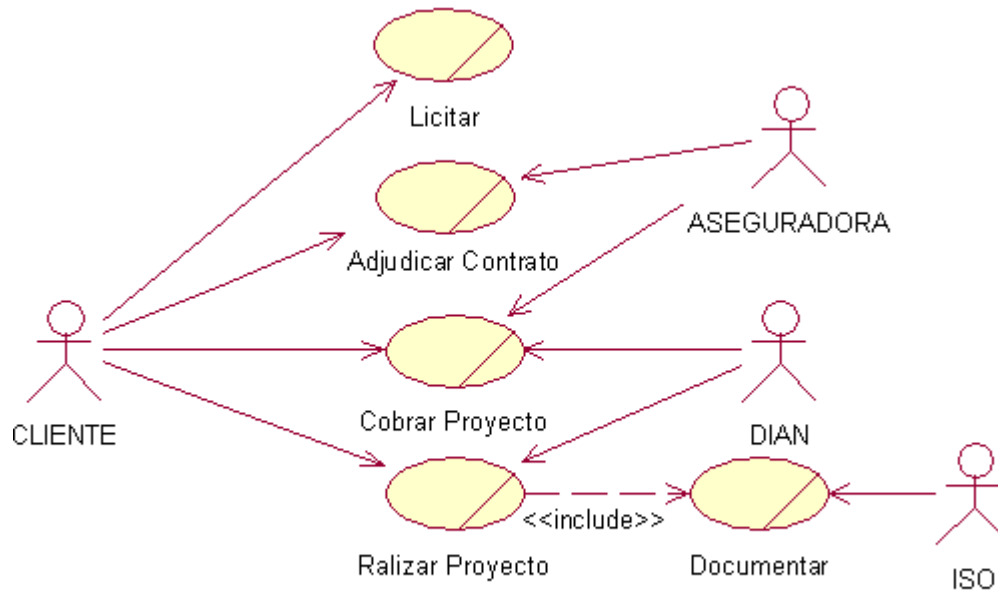 Licitar
ASEGURADORA
Adjudicar Contrato
CLIENTE
Cobrar Proyecto
DIAN
<<include>>
Ralizar Proyecto
Documentar
ISO